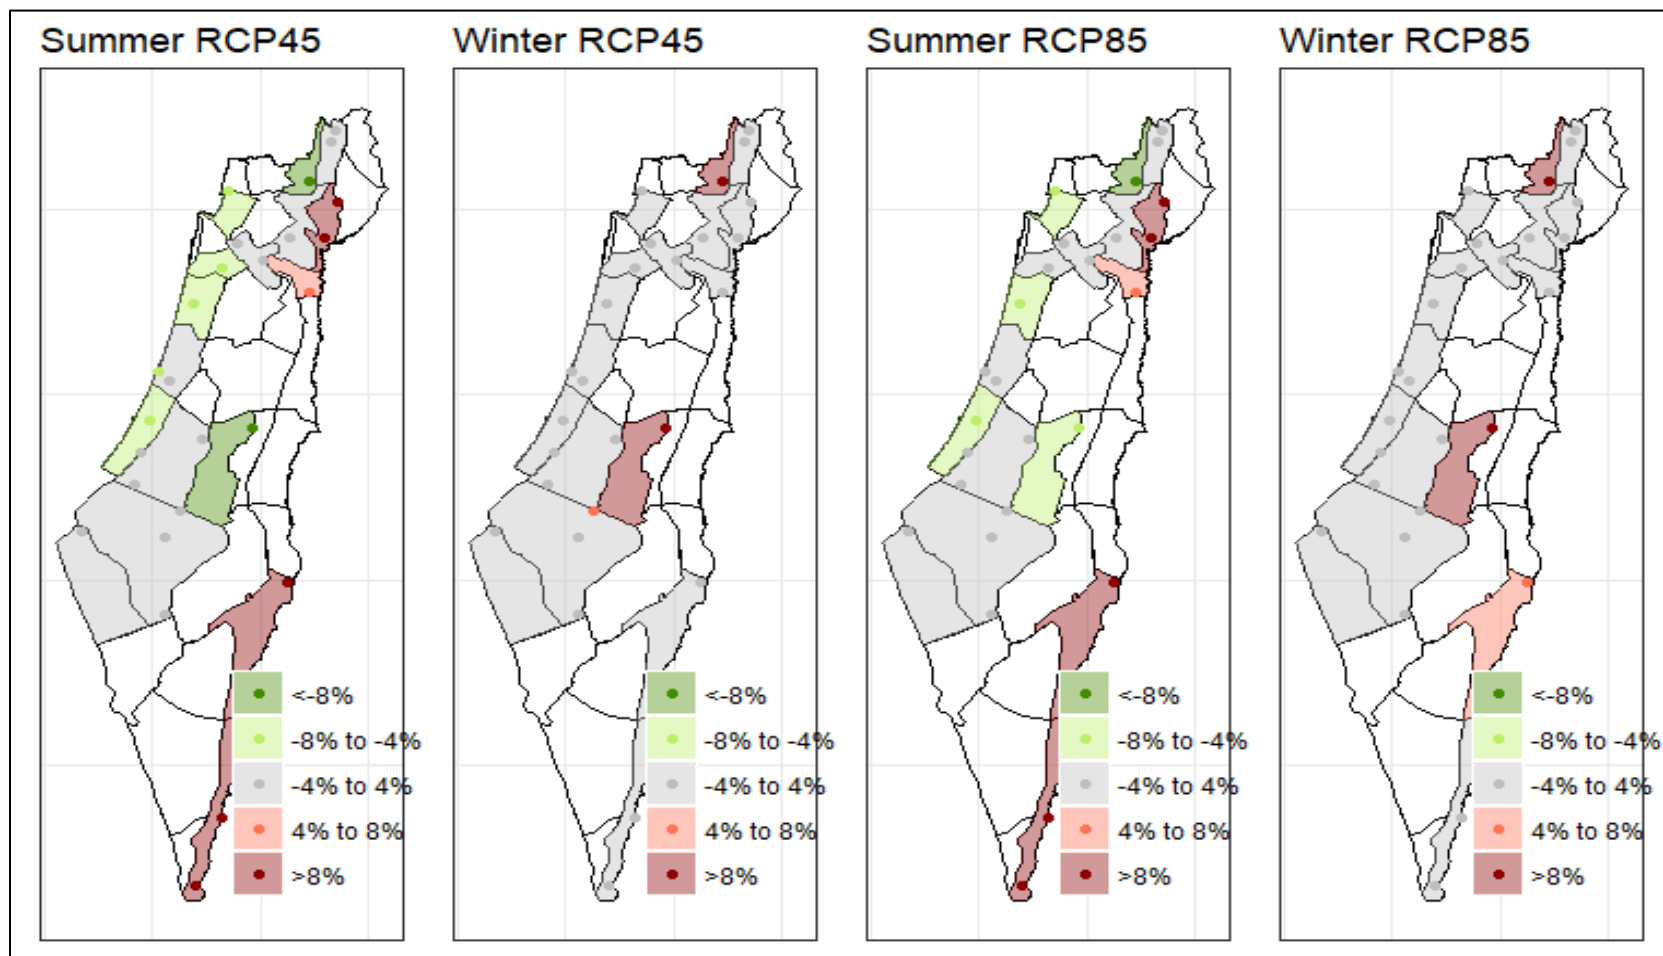 Summer RCP45
Winter RCP45
Summer RCP85
Winter RCP85
<-8%
-8% to -4%
-4% to 4%
4% to 8%
>8%
<-8%
-8% to -4%
-4% to 4%
4% to 8%
>8%
<-8%
-8% to -4%
-4% to 4%
4% to 8%
>8%
<-8%
-8% to -4%
-4% to 4%
4% to 8%
>8%